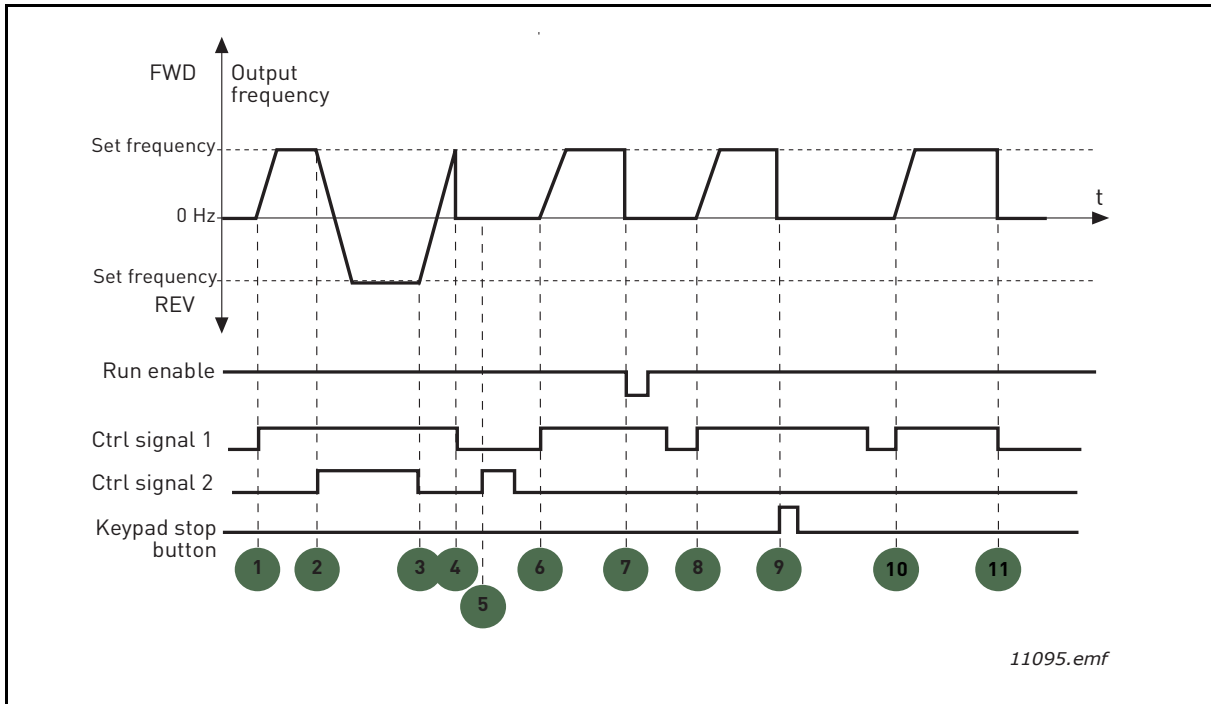 FWD
Output
frequency
Set frequency
0 Hz
t
Set frequency
REV
Run enable
Ctrl signal 1
Ctrl signal 2
Keypad stop
button
1
2
3
4
5
6
7
8
9
10
11
11095.emf